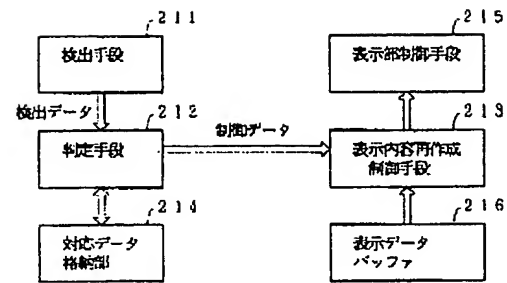 211
検出手段
検出データ
212
判定手段
制御データ
214
対応データ
格納部
215
表示部制御手段
213
表示内容再作成
制御手段
216
表示データ
バッファ